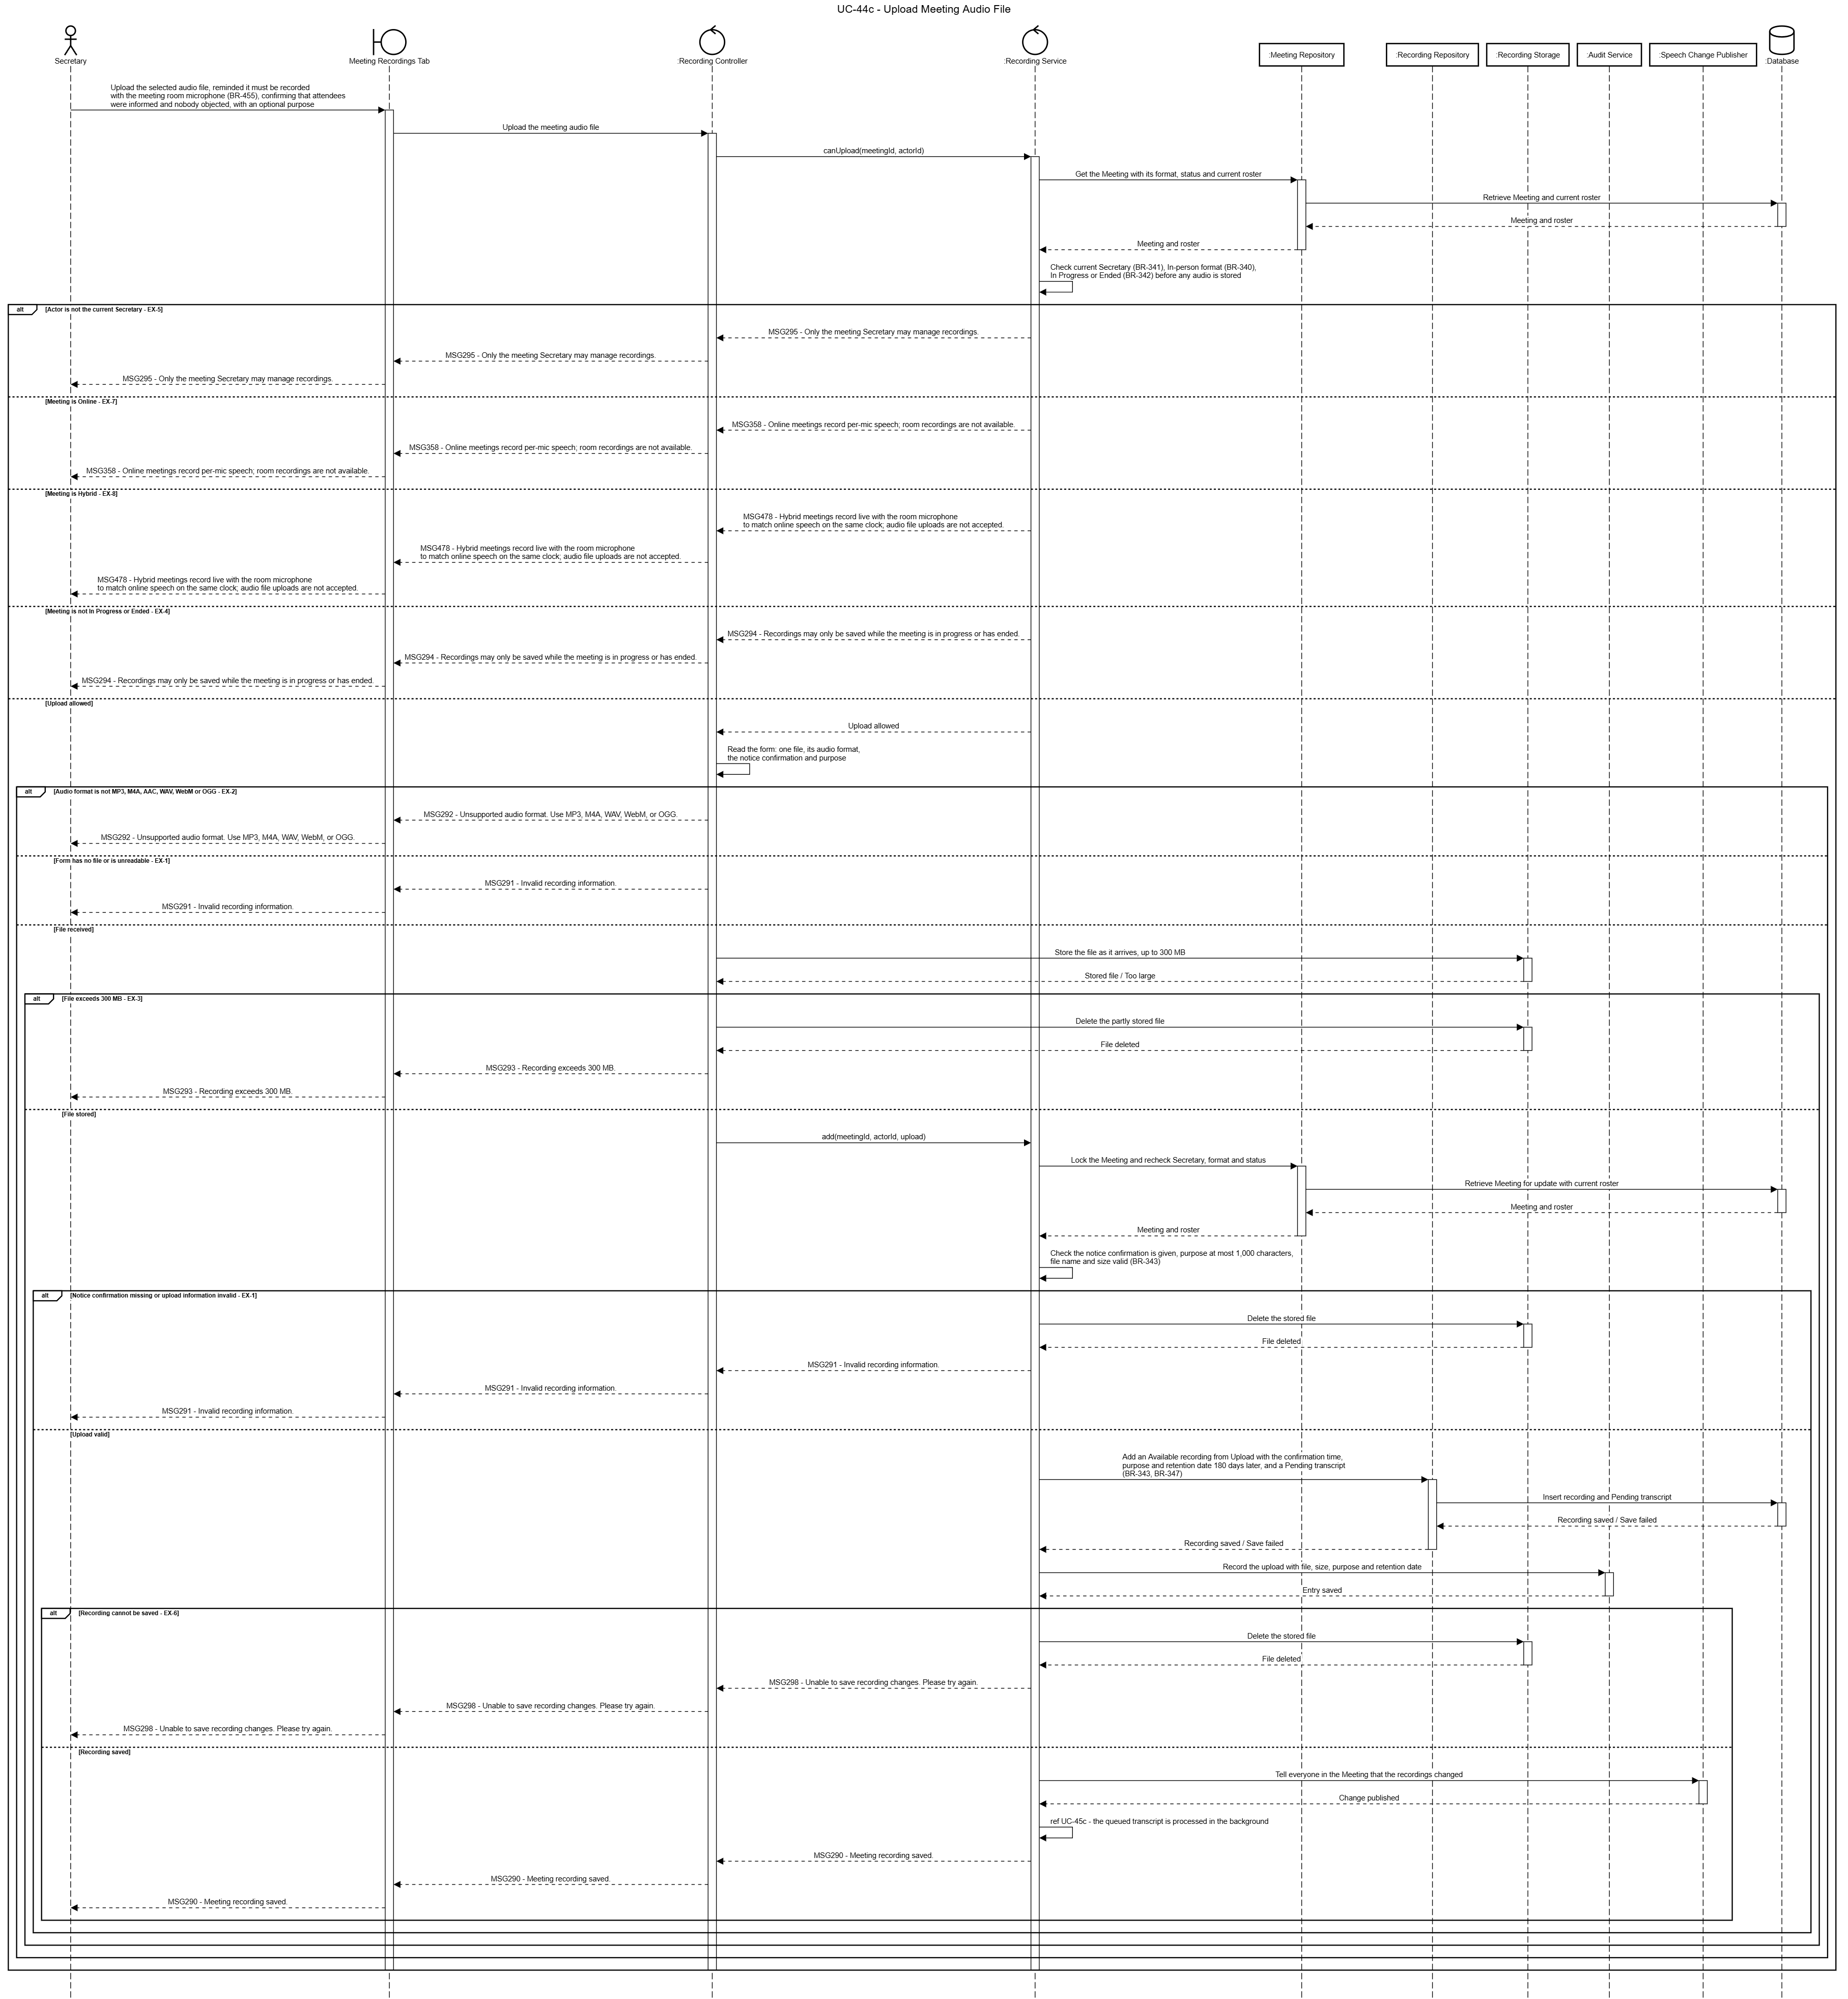 UC-44c - Upload Meeting Audio File
Secretary
Meeting Recordings Tab
:Recording Controller
:Recording Service
:Meeting Repository
:Recording Repository
:Recording Storage
:Audit Service
:Speech Change Publisher
:Database
Upload the selected audio file, reminded it must be recorded
with the meeting room microphone (BR-455), confirming that attendees
were informed and nobody objected, with an optional purpose
Upload the meeting audio file
canUpload(meetingId, actorId)
Get the Meeting with its format, status and current roster
Retrieve Meeting and current roster
Meeting and roster
Meeting and roster
Check current Secretary (BR-341), In-person format (BR-340),
In Progress or Ended (BR-342) before any audio is stored
alt
[Actor is not the current Secretary - EX-5]
MSG295 - Only the meeting Secretary may manage recordings.
MSG295 - Only the meeting Secretary may manage recordings.
MSG295 - Only the meeting Secretary may manage recordings.
[Meeting is Online - EX-7]
MSG358 - Online meetings record per-mic speech; room recordings are not available.
MSG358 - Online meetings record per-mic speech; room recordings are not available.
MSG358 - Online meetings record per-mic speech; room recordings are not available.
[Meeting is Hybrid - EX-8]
MSG478 - Hybrid meetings record live with the room microphone
to match online speech on the same clock; audio file uploads are not accepted.
MSG478 - Hybrid meetings record live with the room microphone
to match online speech on the same clock; audio file uploads are not accepted.
MSG478 - Hybrid meetings record live with the room microphone
to match online speech on the same clock; audio file uploads are not accepted.
[Meeting is not In Progress or Ended - EX-4]
MSG294 - Recordings may only be saved while the meeting is in progress or has ended.
MSG294 - Recordings may only be saved while the meeting is in progress or has ended.
MSG294 - Recordings may only be saved while the meeting is in progress or has ended.
[Upload allowed]
Upload allowed
Read the form: one file, its audio format,
the notice confirmation and purpose
alt
[Audio format is not MP3, M4A, AAC, WAV, WebM or OGG - EX-2]
MSG292 - Unsupported audio format. Use MP3, M4A, WAV, WebM, or OGG.
MSG292 - Unsupported audio format. Use MP3, M4A, WAV, WebM, or OGG.
[Form has no file or is unreadable - EX-1]
MSG291 - Invalid recording information.
MSG291 - Invalid recording information.
[File received]
Store the file as it arrives, up to 300 MB
Stored file / Too large
alt
[File exceeds 300 MB - EX-3]
Delete the partly stored file
File deleted
MSG293 - Recording exceeds 300 MB.
MSG293 - Recording exceeds 300 MB.
[File stored]
add(meetingId, actorId, upload)
Lock the Meeting and recheck Secretary, format and status
Retrieve Meeting for update with current roster
Meeting and roster
Meeting and roster
Check the notice confirmation is given, purpose at most 1,000 characters,
file name and size valid (BR-343)
alt
[Notice confirmation missing or upload information invalid - EX-1]
Delete the stored file
File deleted
MSG291 - Invalid recording information.
MSG291 - Invalid recording information.
MSG291 - Invalid recording information.
[Upload valid]
Add an Available recording from Upload with the confirmation time,
purpose and retention date 180 days later, and a Pending transcript
(BR-343, BR-347)
Insert recording and Pending transcript
Recording saved / Save failed
Recording saved / Save failed
Record the upload with file, size, purpose and retention date
Entry saved
alt
[Recording cannot be saved - EX-6]
Delete the stored file
File deleted
MSG298 - Unable to save recording changes. Please try again.
MSG298 - Unable to save recording changes. Please try again.
MSG298 - Unable to save recording changes. Please try again.
[Recording saved]
Tell everyone in the Meeting that the recordings changed
Change published
ref UC-45c - the queued transcript is processed in the background
MSG290 - Meeting recording saved.
MSG290 - Meeting recording saved.
MSG290 - Meeting recording saved.